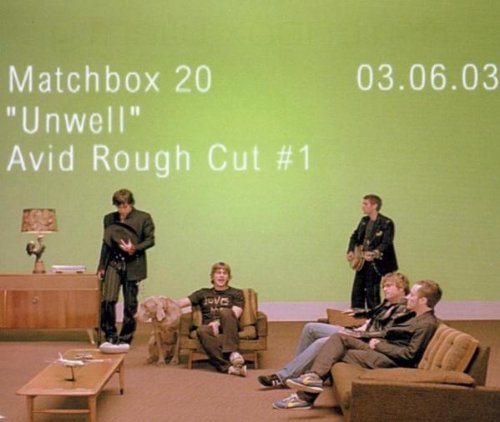 Matchbox 20 03.06.03
"Unwell"
Avid Rough Cut #1